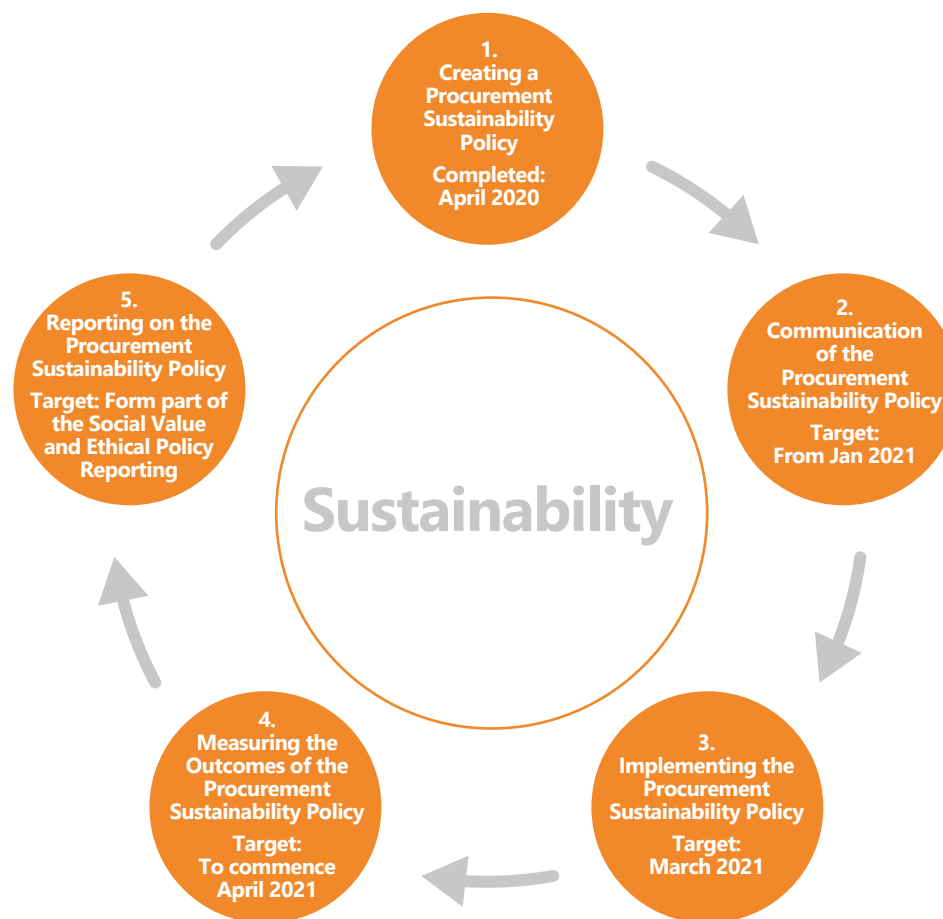 1.
Creating a
Procurement
Sustainability
Policy
Completed:
April 2020
2.
Communication
of the
Procurement
Sustainability Policy
Target:
From Jan 2021
3.
Implementing the
Procurement
Sustainability Policy
Target:
March 2021
4.
Measuring the
Outcomes of the
Procurement
Sustainability Policy
Target:
To commence
April 2021
5.
Reporting on the
Procurement
Sustainability Policy
Target: Form part of
the Social Value
and Ethical Policy
Reporting
Sustainability